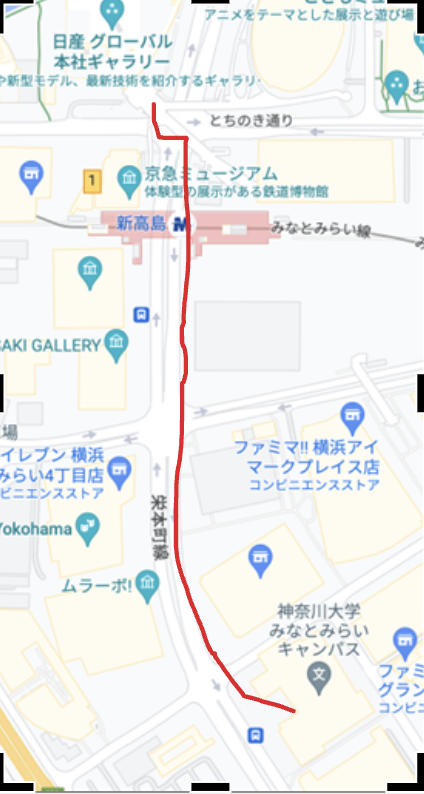 アニメをテーマとした展示と遊び場
日産 グローバル
本社ギャラリー
や新型モデル、最新技術を紹介するギャラリ·
お
とちのき通り
1
京急ミュージアム
体験型の展示がある鉄道博物館
新高島
みなとみらい線
み
SAKI GALLERY
場
ファミマ!! 横浜アイ
マークプレイス店
コンビニエンスストア
イレブン 横浜
みらい4丁目店
ビニエンスストア
栄本町線
Yokohama
ムラーボ!
神奈川大学
みなとみらい
キャンパス
文
ファミ
グラン
コンビニ